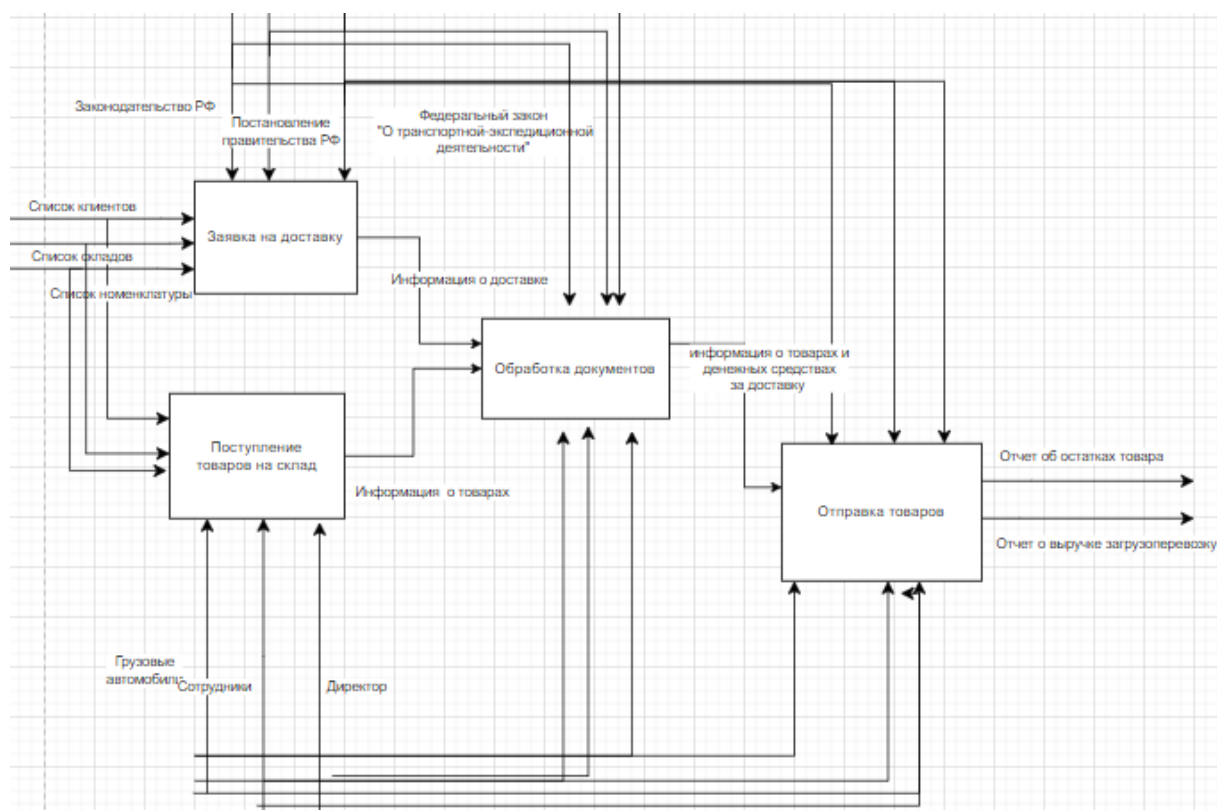 Законодательство РФ
Постановление
правительства РФ
Федеральный закон
"О транспортной-экспедиционной
деятельности"
Список клиентов
Заявка на доставку
Список складов
Список номенклатуры
Информация о доставке
Обработка документов
информация о товарах и
денежных средствах
за доставку
Поступление
товаров на склад
Информация о товарах
Отчет об остатках товара
Отправка товаров
Отчет о выручке загрузоперевозку
Грузовые
автомобили
Сотрудники
Директор